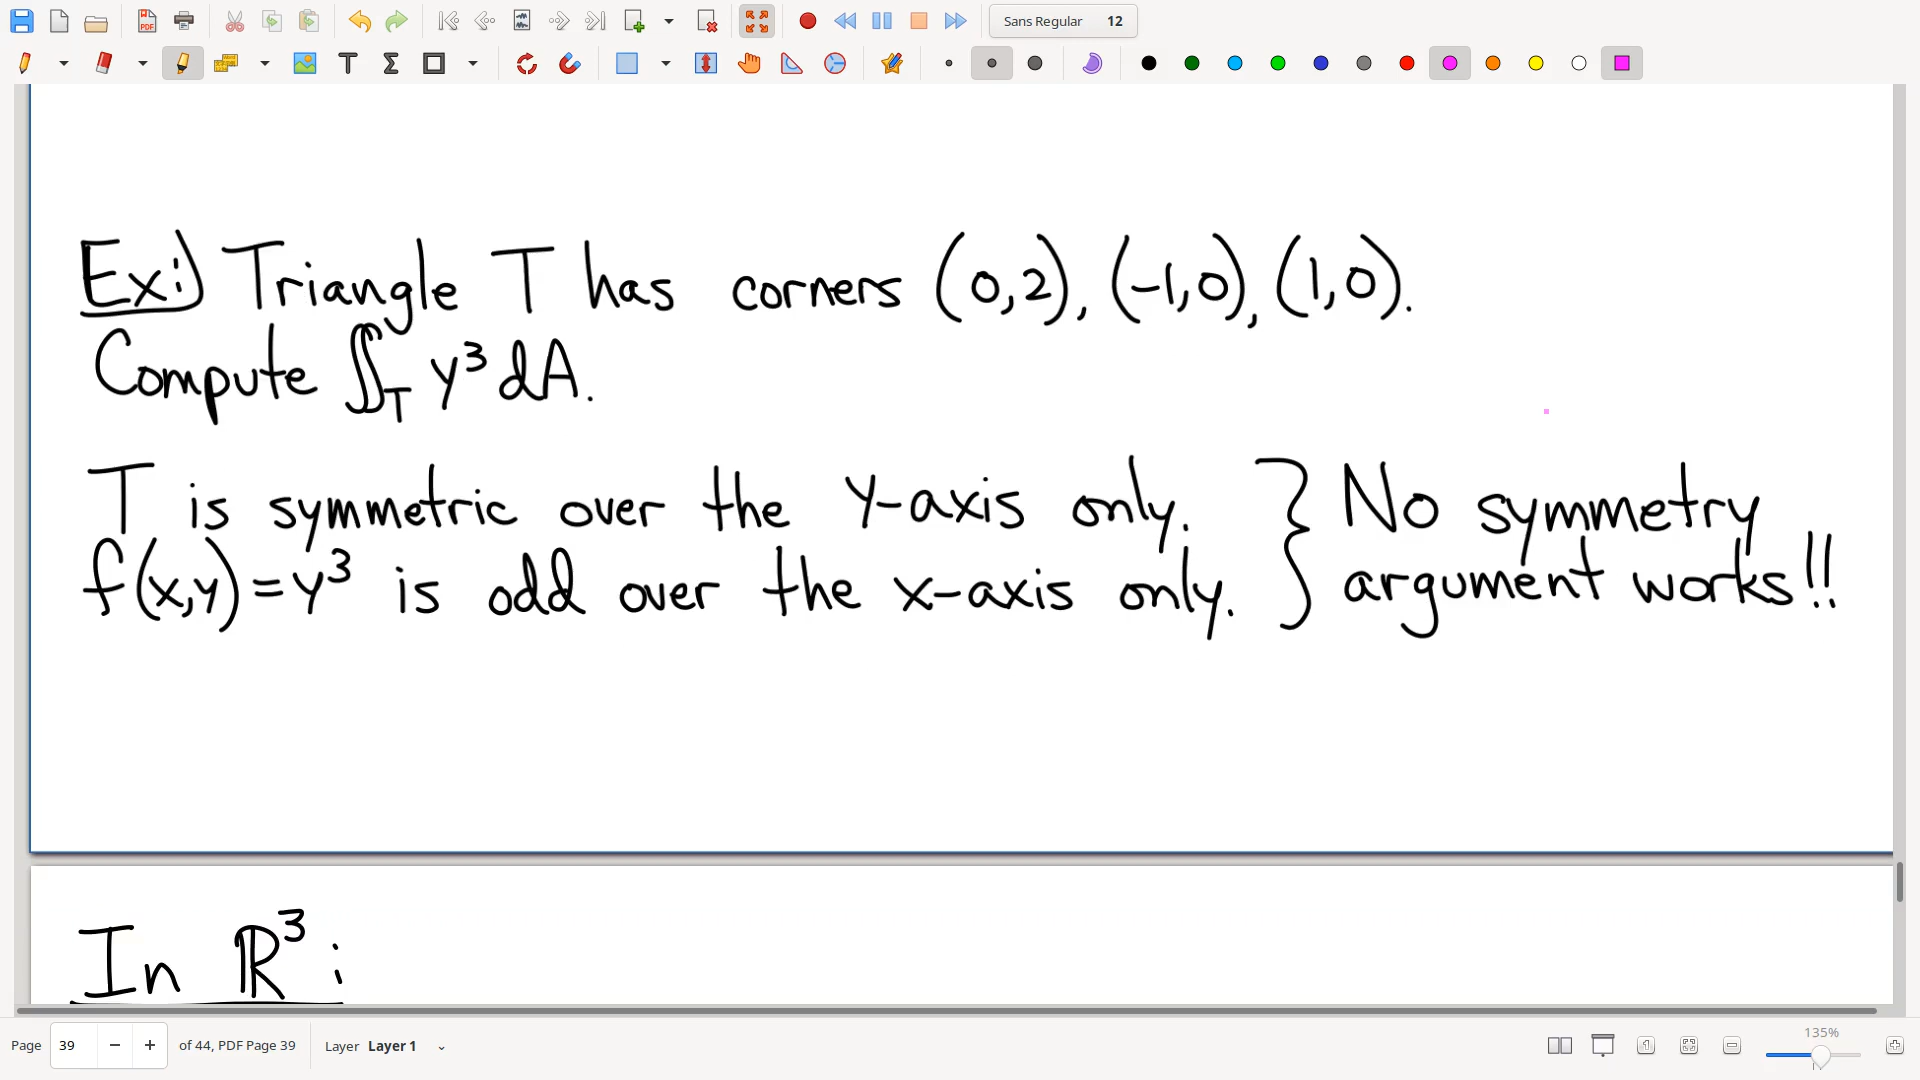 Sans Regular 12
Ex: Triangle T has corners (0,2), (-1,0), (1,0).
Compute ∬_T y³ dA.
T is symmetric over the y-axis only. } No symmetry
f(x,y)=y³ is odd over the x-axis only. } argument works!!
In ℝ³:
Page 39 of 44, PDF Page 39 Layer Layer 1 135%